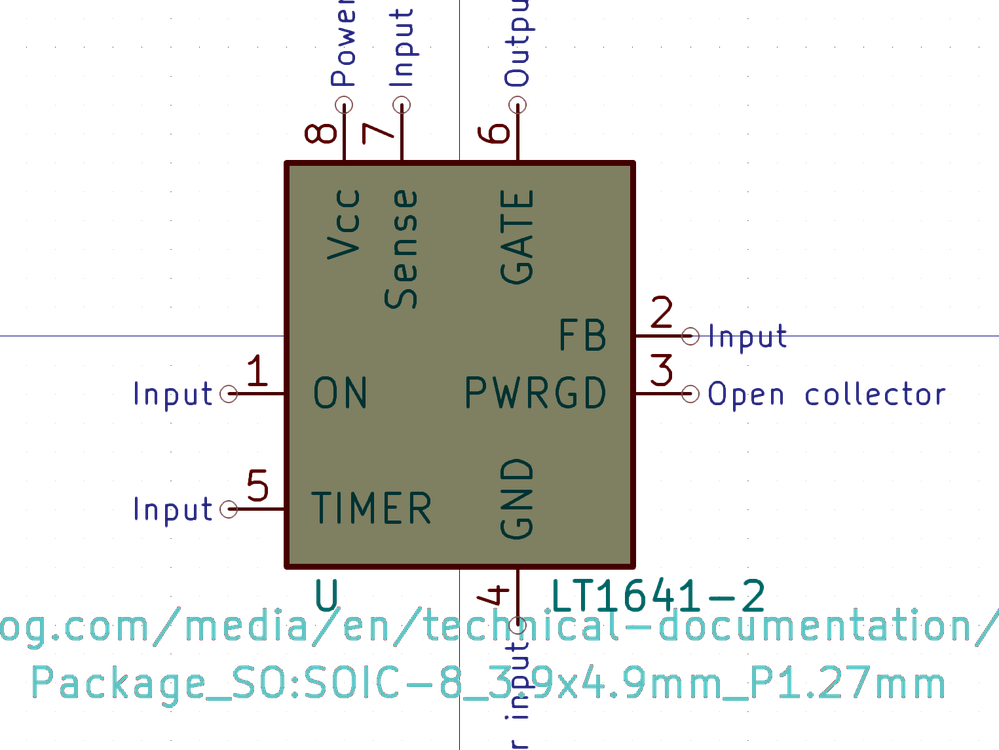 Power
Input
Outpu
8
7
6
Vcc
Sense
GATE
FB
2
Input
Input
1
ON
PWRGD
3
Open collector
Input
5
TIMER
GND
4
U
LT1641-2
og.com/media/en/technical-documentation/
Package_SO:SOIC-8_3.9x4.9mm_P1.27mm
r input